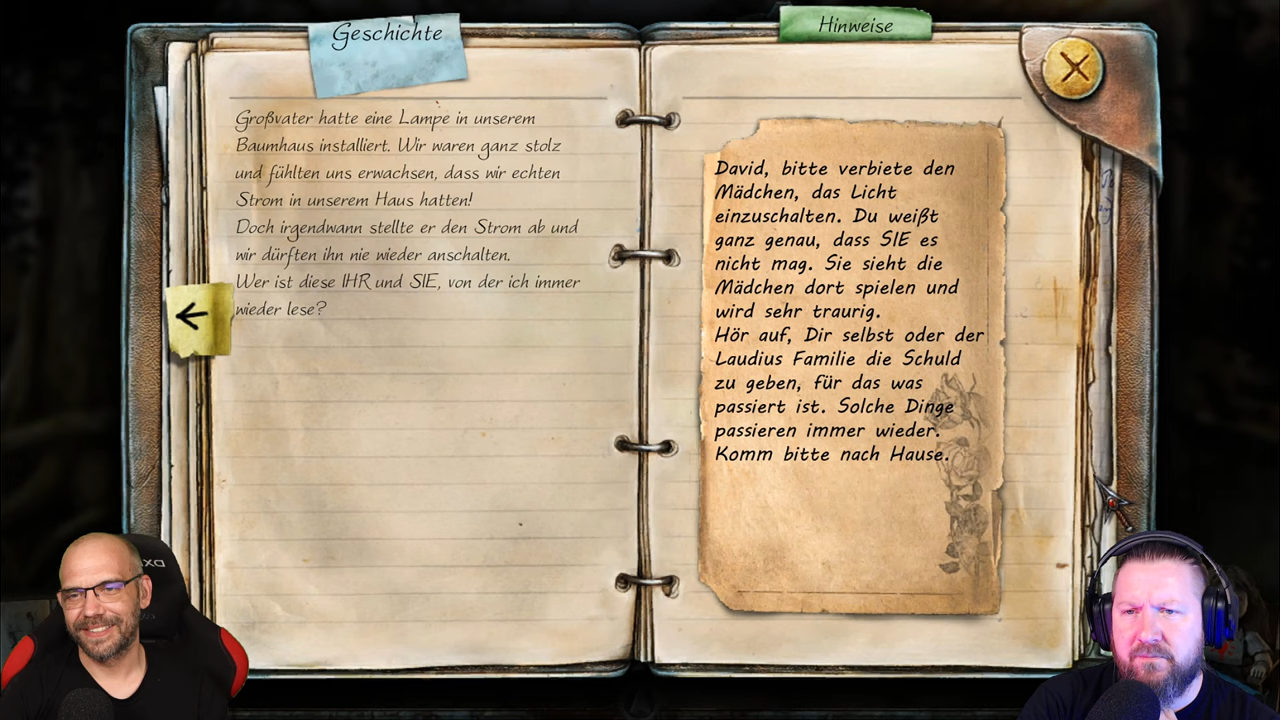 Geschichte
Hinweise
Großvater hatte eine Lampe in unserem
Baumhaus installiert. Wir waren ganz stolz
und fühlten uns erwachsen, dass wir echten
Strom in unserem Haus hatten!
Doch irgendwann stellte er den Strom ab und
wir dürften ihn nie wieder anschalten.
Wer ist diese IHR und SIE, von der ich immer
wieder lese?
David, bitte verbiete den
Mädchen, das Licht
einzuschalten. Du weißt
ganz genau, dass SIE es
nicht mag. Sie sieht die
Mädchen dort spielen und
wird sehr traurig.
Hör auf, Dir selbst oder der
Laudius Familie die Schuld
zu geben, für das was
passiert ist. Solche Dinge
passieren immer wieder.
Komm bitte nach Hause.